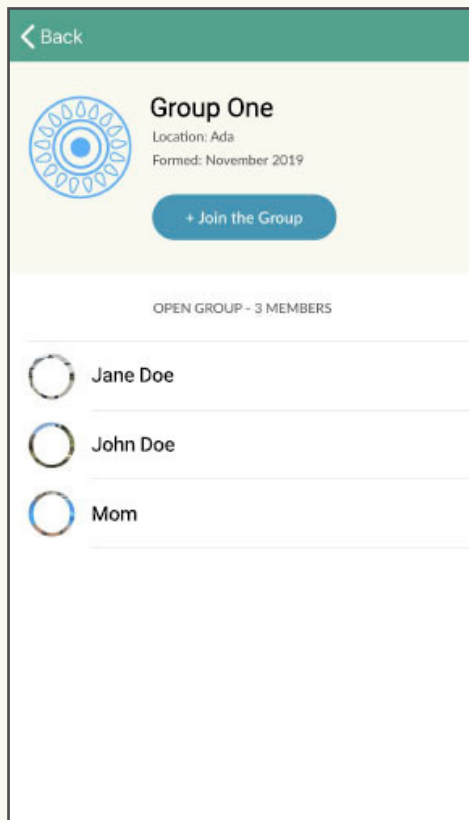 Back
Group One
Location: Ada
Formed: November 2019
+ Join the Group
OPEN GROUP - 3 MEMBERS
Jane Doe
John Doe
Mom